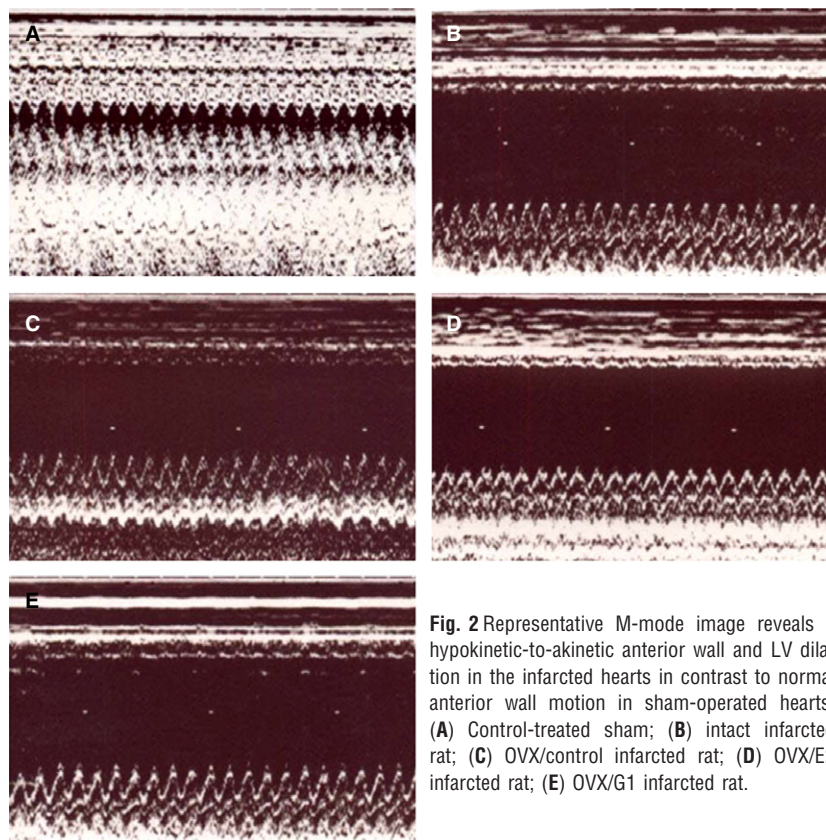 A
B
C
D
E
Fig. 2 Representative M-mode image reveals
hypokinetic-to-akinetic anterior wall and LV dila
tion in the infarcted hearts in contrast to norma
anterior wall motion in sham-operated hearts
(A) Control-treated sham; (B) intact infarcte
rat; (C) OVX/control infarcted rat; (D) OVX/E
infarcted rat; (E) OVX/G1 infarcted rat.